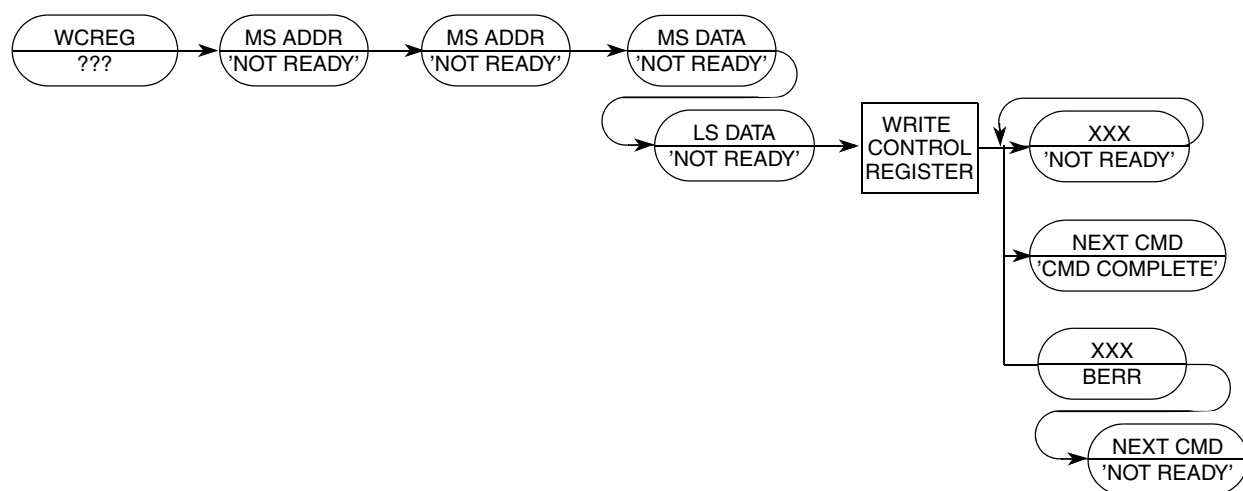 WCREG
???
MS ADDR
'NOT READY'
MS ADDR
'NOT READY'
MS DATA
'NOT READY'
LS DATA
'NOT READY'
WRITE
CONTROL
REGISTER
XXX
'NOT READY'
NEXT CMD
'CMD COMPLETE'
XXX
BERR
NEXT CMD
'NOT READY'